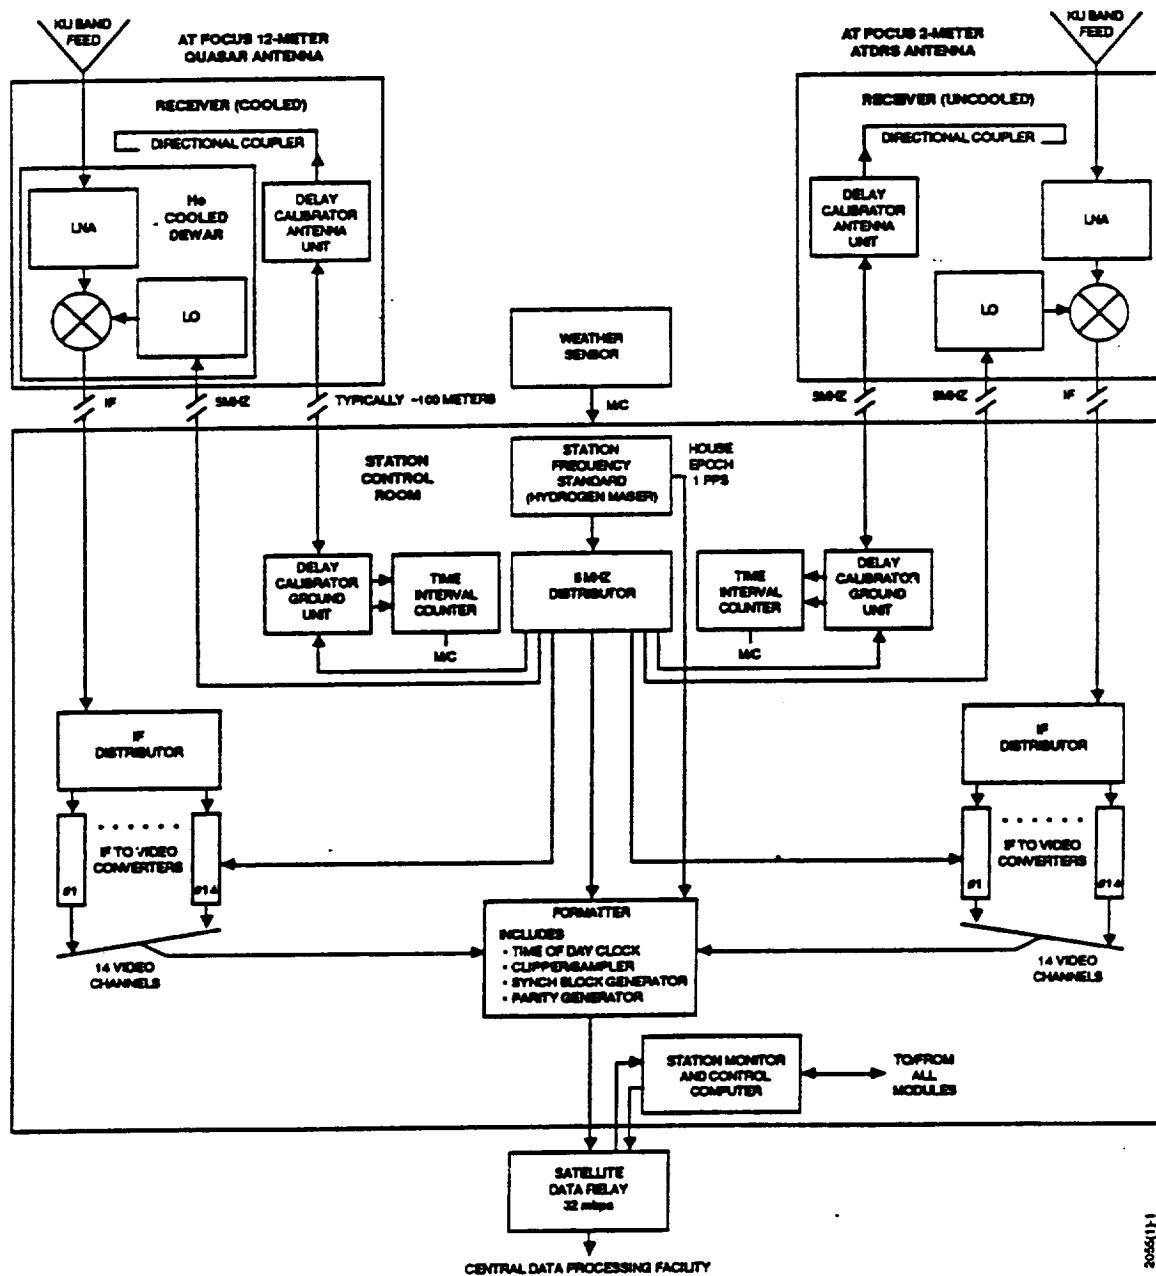 KU BAND
FEED
AT FOCUS 12-METER
QUASAR ANTENNA
AT FOCUS 2-METER
ATDRS ANTENNA
KU BAND
FEED
RECEIVER (COOLED)
DIRECTIONAL COUPLER
RECEIVER (UNCOOLED)
DIRECTIONAL COUPLER
LNA
He
COOLED
DEWAR
DELAY
CALIBRATOR
ANTENNA
UNIT
DELAY
CALIBRATOR
ANTENNA
UNIT
LNA
LO
WEATHER
SENSOR
LO
IF
5MHZ
TYPICALLY ~100 METERS
M/C
5MHZ
5MHZ
IF
STATION
CONTROL
ROOM
STATION
FREQUENCY
STANDARD
(HYDROGEN MASER)
HOUSE
EPOCH
1 PPS
DELAY
CALIBRATOR
GROUND
UNIT
TIME
INTERVAL
COUNTER
5 MHZ
DISTRIBUTOR
TIME
INTERVAL
COUNTER
DELAY
CALIBRATOR
GROUND
UNIT
M/C
M/C
IF
DISTRIBUTOR
IF
DISTRIBUTOR
. . . . . .
IF TO VIDEO
CONVERTERS
#1
#14
. . . . . .
IF TO VIDEO
CONVERTERS
#1
#14
14 VIDEO
CHANNELS
FORMATTER
INCLUDES
• TIME OF DAY CLOCK
• CLIPPER/SAMPLER
• SYNCH BLOCK GENERATOR
• PARITY GENERATOR
14 VIDEO
CHANNELS
STATION MONITOR
AND CONTROL
COMPUTER
TO/FROM
ALL
MODULES
SATELLITE
DATA RELAY
32 mbps
CENTRAL DATA PROCESSING FACILITY
2055(1)-1